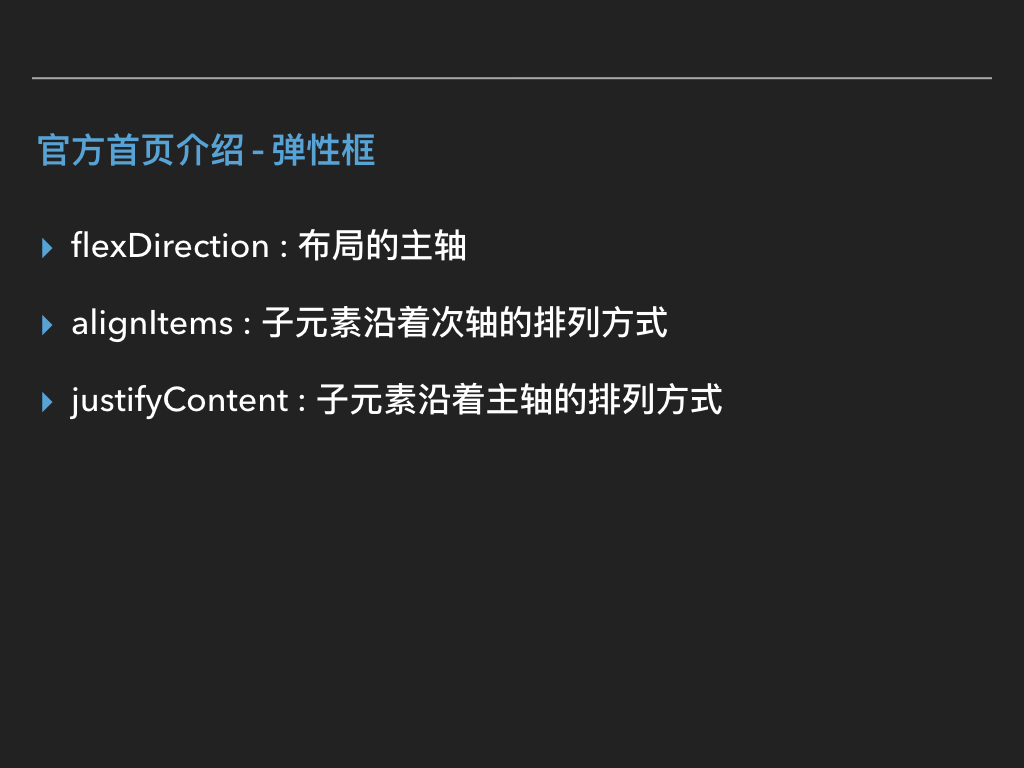 官方首页介绍 - 弹性框
flexDirection : 布局的主轴
alignItems : 子元素沿着次轴的排列方式
justifyContent : 子元素沿着主轴的排列方式